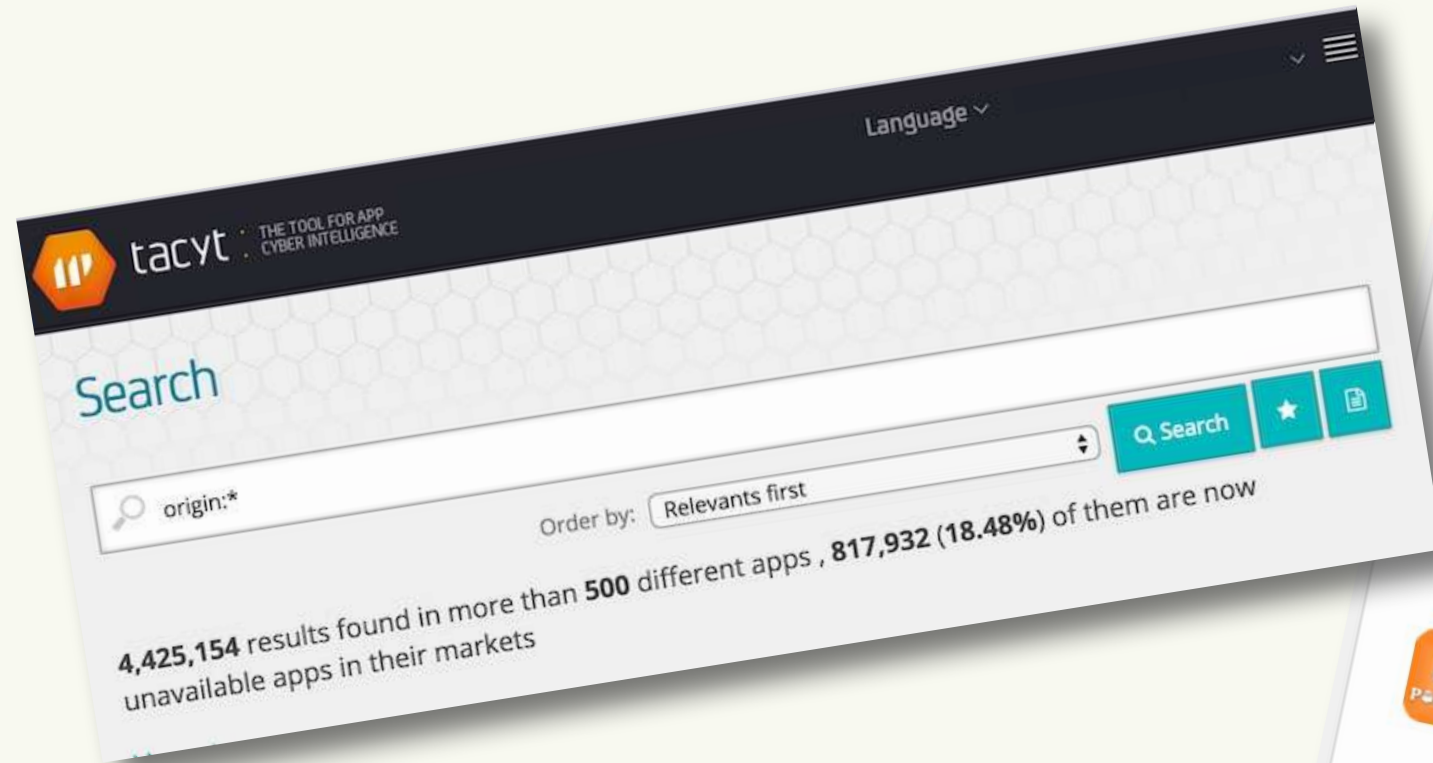 Language
tacyt : THE TOOL FOR APP
CYBER INTELLIGENCE
Search
origin:*
Order by: Relevants first
Search
4,425,154 results found in more than 500 different apps , 817,932 (18.48%) of them are now
unavailable apps in their markets